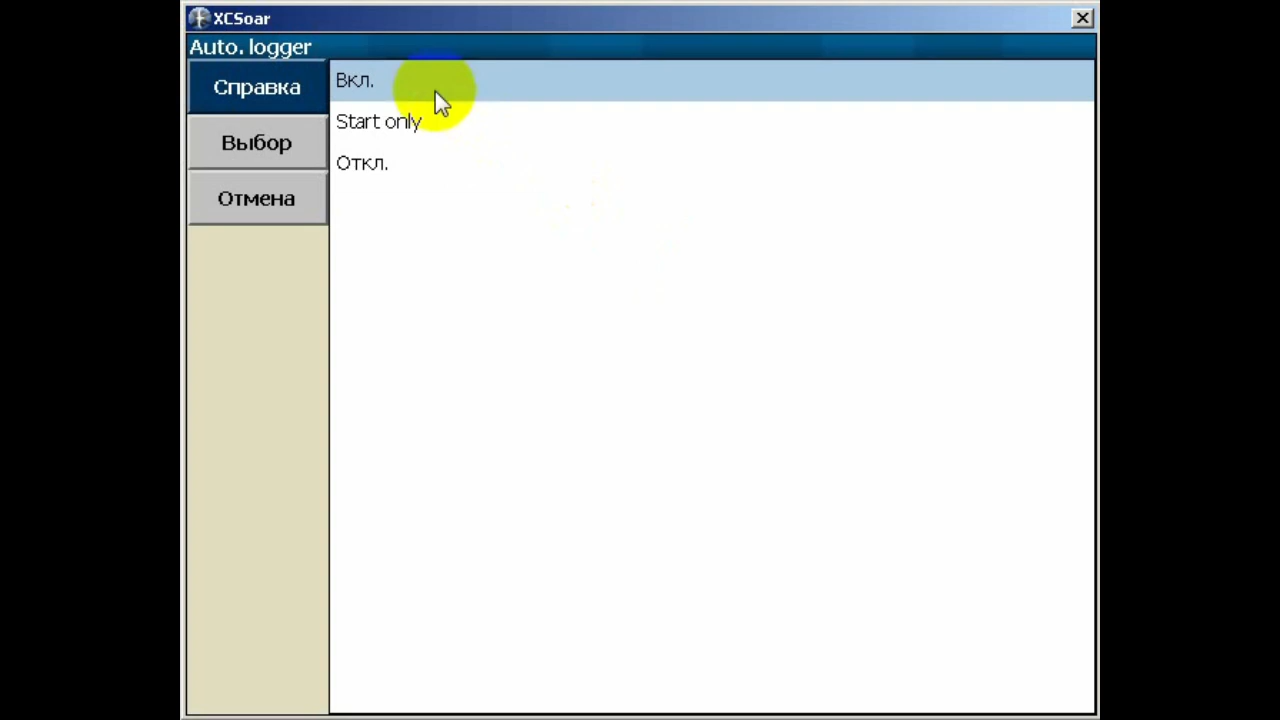 XCSoar
Auto. logger
Справка
Выбор
Отмена
Вкл.
Start only
Откл.